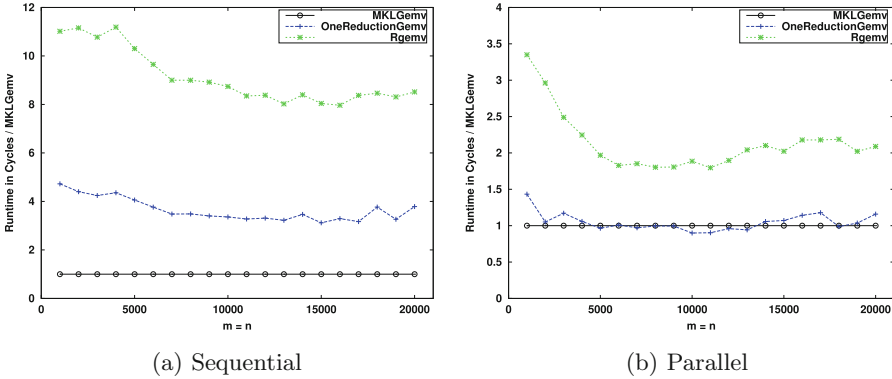 MKLGemv
OneReductionGemv
Rgemv
Runtime in Cycles / MKLGemv
12
10
8
6
4
2
0
0
5000
10000
15000
20000
m = n
(a) Sequential
MKLGemv
OneReductionGemv
Rgemv
Runtime in Cycles / MKLGemv
4
3.5
3
2.5
2
1.5
1
0.5
0
0
5000
10000
15000
20000
m = n
(b) Parallel